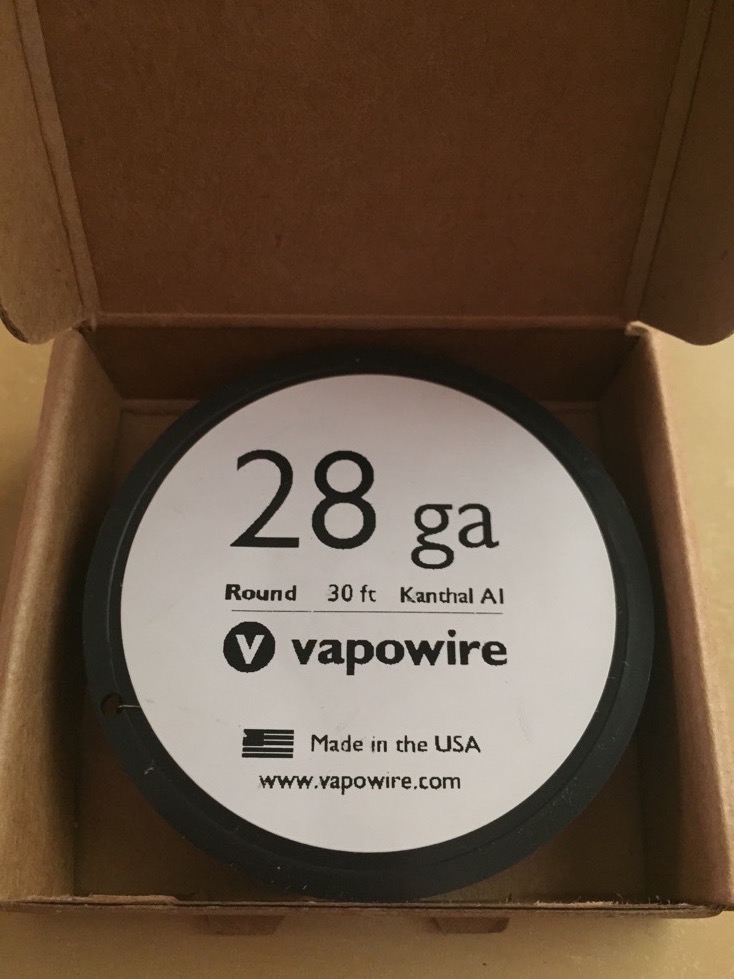 28 ga
Round 30 ft Kanthal A1
V vapowire
Made in the USA
www.vapowire.com